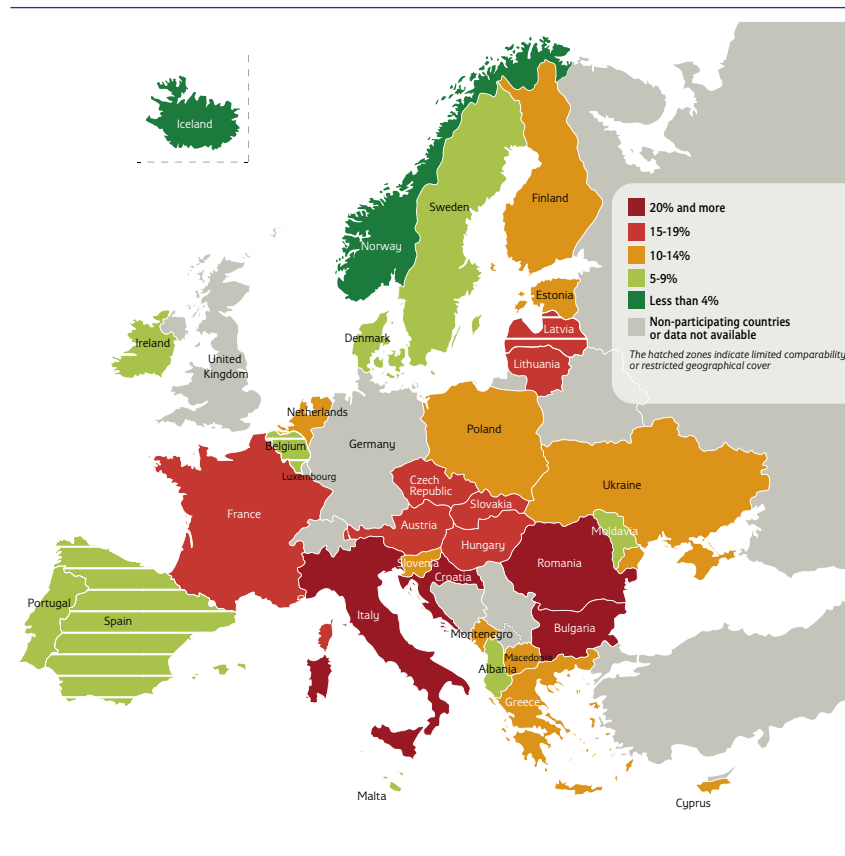 Iceland
Sweden
Finland
Norway
20% and more
15-19%
10-14%
5-9%
Less than 4%
Non-participating countries
or data not available
The hatched zones indicate limited comparability
or restricted geographical cover
Estonia
Latvia
Denmark
Ireland
Lithuania
United
Kingdom
Netherlands
Poland
Germany
Belgium
Luxembourg
Czech
Republic
Ukraine
Slovakia
France
Austria
Moldavia
Hungary
Slovenia
Romania
Croatia
Portugal
Italy
Spain
Bulgaria
Montenegro
Macedonia
Albania
Greece
Malta
Cyprus